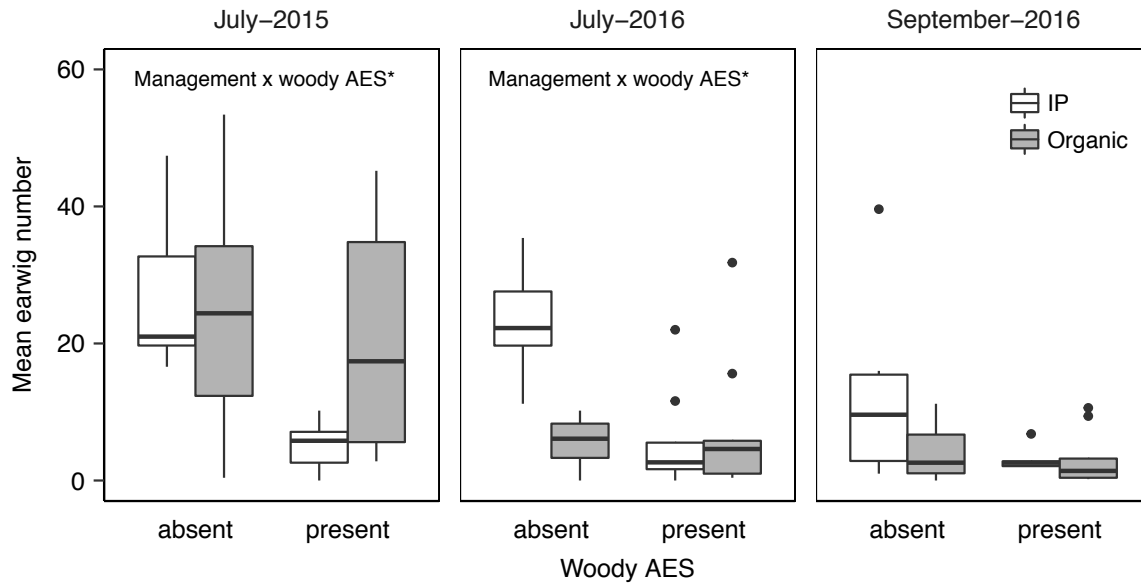 July−2015
July−2016
September−2016
Mean earwig number
60
40
20
0
Management x woody AES*
Management x woody AES*
IP
Organic
absent
present
absent
present
absent
present
Woody AES